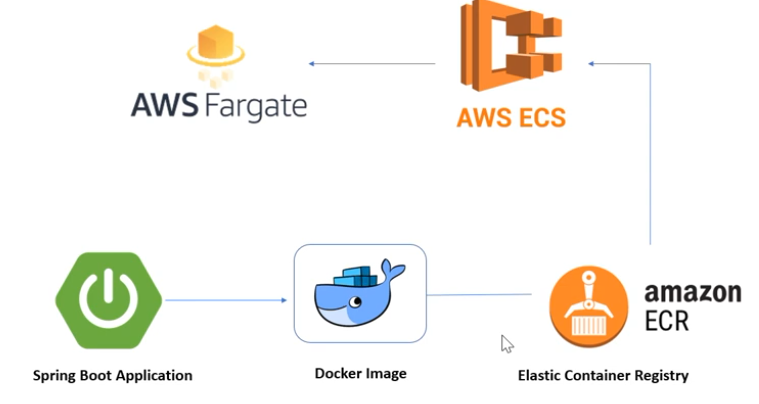 AWS Fargate
AWS ECS
amazon
ECR
Spring Boot Application
Docker Image
Elastic Container Registry